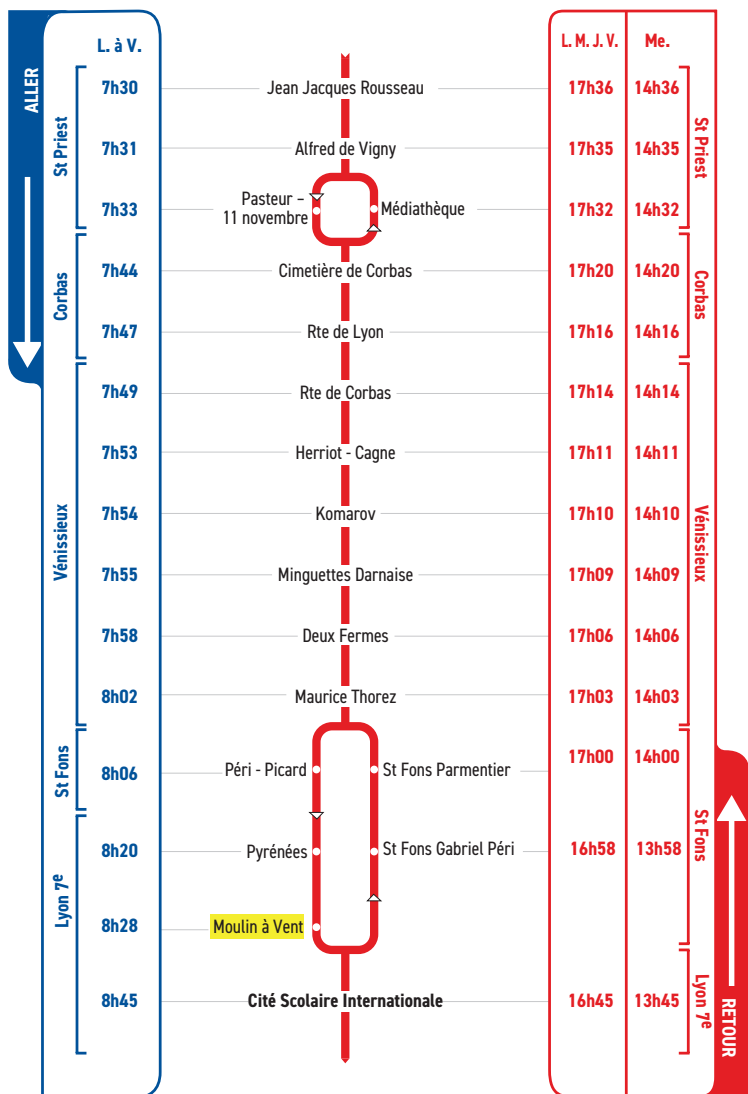 L. à V.
L. M. J. V.
Me.
ALLER
St Priest
7h30
Jean Jacques Rousseau
17h36
14h36
St Priest
7h31
Alfred de Vigny
17h35
14h35
7h33
Pasteur –
11 novembre
Médiathèque
17h32
14h32
Corbas
7h44
Cimetière de Corbas
17h20
14h20
Corbas
7h47
Rte de Lyon
17h16
14h16
Vénissieux
7h49
Rte de Corbas
17h14
14h14
Vénissieux
7h53
Herriot - Cagne
17h11
14h11
7h54
Komarov
17h10
14h10
7h55
Minguettes Darnaise
17h09
14h09
7h58
Deux Fermes
17h06
14h06
8h02
Maurice Thorez
17h03
14h03
St Fons
8h06
Péri - Picard
St Fons Parmentier
17h00
14h00
St Fons
Lyon 7e
8h20
Pyrénées
St Fons Gabriel Péri
16h58
13h58
8h28
Moulin à Vent
8h45
Cité Scolaire Internationale
16h45
13h45
Lyon 7e
RETOUR